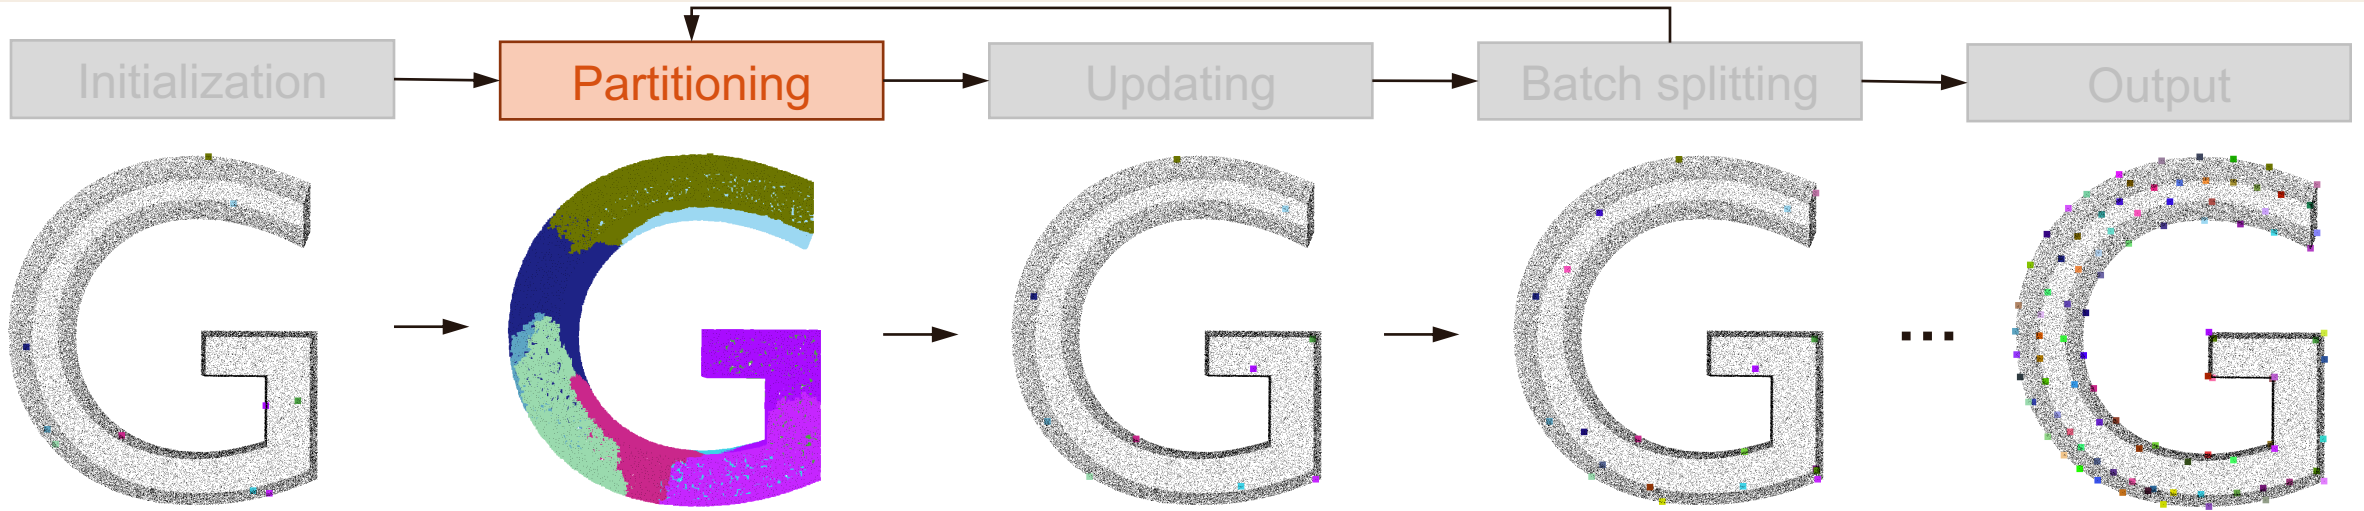 Initialization
Partitioning
Updating
Batch splitting
Output